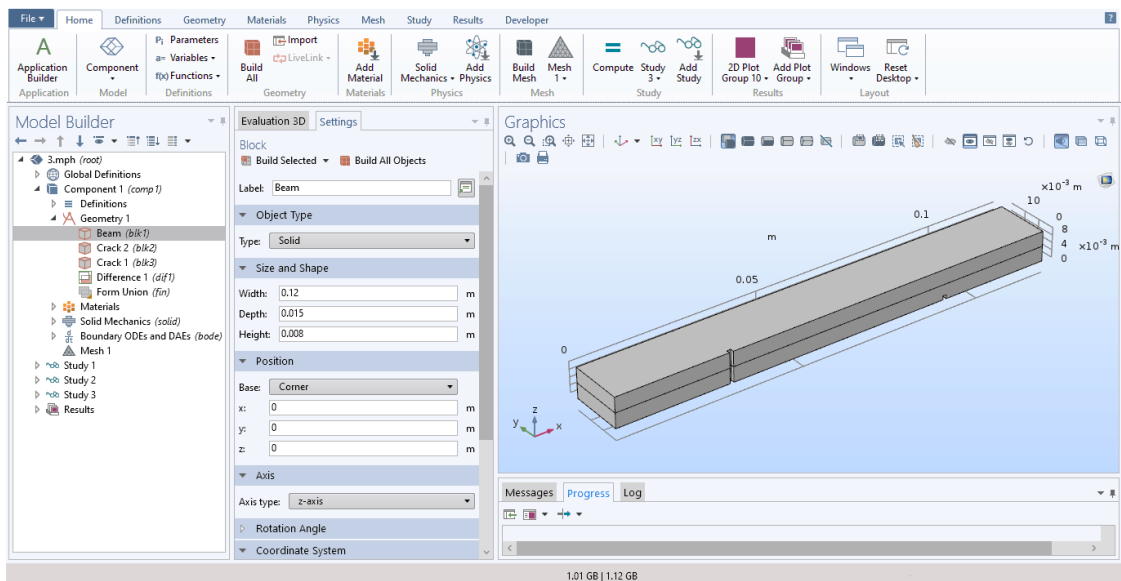 File Home Definitions Geometry Materials Physics Mesh Study Results Developer ?
Application Builder
Component
Pi Parameters
a= Variables
f(x) Functions
Build All
Import
LiveLink
Add Material
Solid Mechanics
Add Physics
Build Mesh
Mesh 1
Compute
Study 3
Add Study
2D Plot Group 10
Add Plot Group
Windows
Reset Desktop
Application Model Definitions Geometry Materials Physics Mesh Study Results Layout
Model Builder
3.mph (root)
Global Definitions
Component 1 (comp1)
Definitions
Geometry 1
Beam (blk1)
Crack 2 (blk2)
Crack 1 (blk3)
Difference 1 (dif1)
Form Union (fin)
Materials
Solid Mechanics (solid)
Boundary ODEs and DAEs (bode)
Mesh 1
Study 1
Study 2
Study 3
Results
Evaluation 3D Settings
Block
Build Selected Build All Objects
Label: Beam
Object Type
Type: Solid
Size and Shape
Width: 0.12 m
Depth: 0.015 m
Height: 0.008 m
Position
Base: Corner
x: 0 m
y: 0 m
z: 0 m
Axis
Axis type: z-axis
Rotation Angle
Coordinate System
Graphics
xy yz zx
×10⁻³ m
10
0
8
4 ×10⁻³ m
0
0.1
m
0.05
0
z
y x
Messages Progress Log
1.01 GB | 1.12 GB